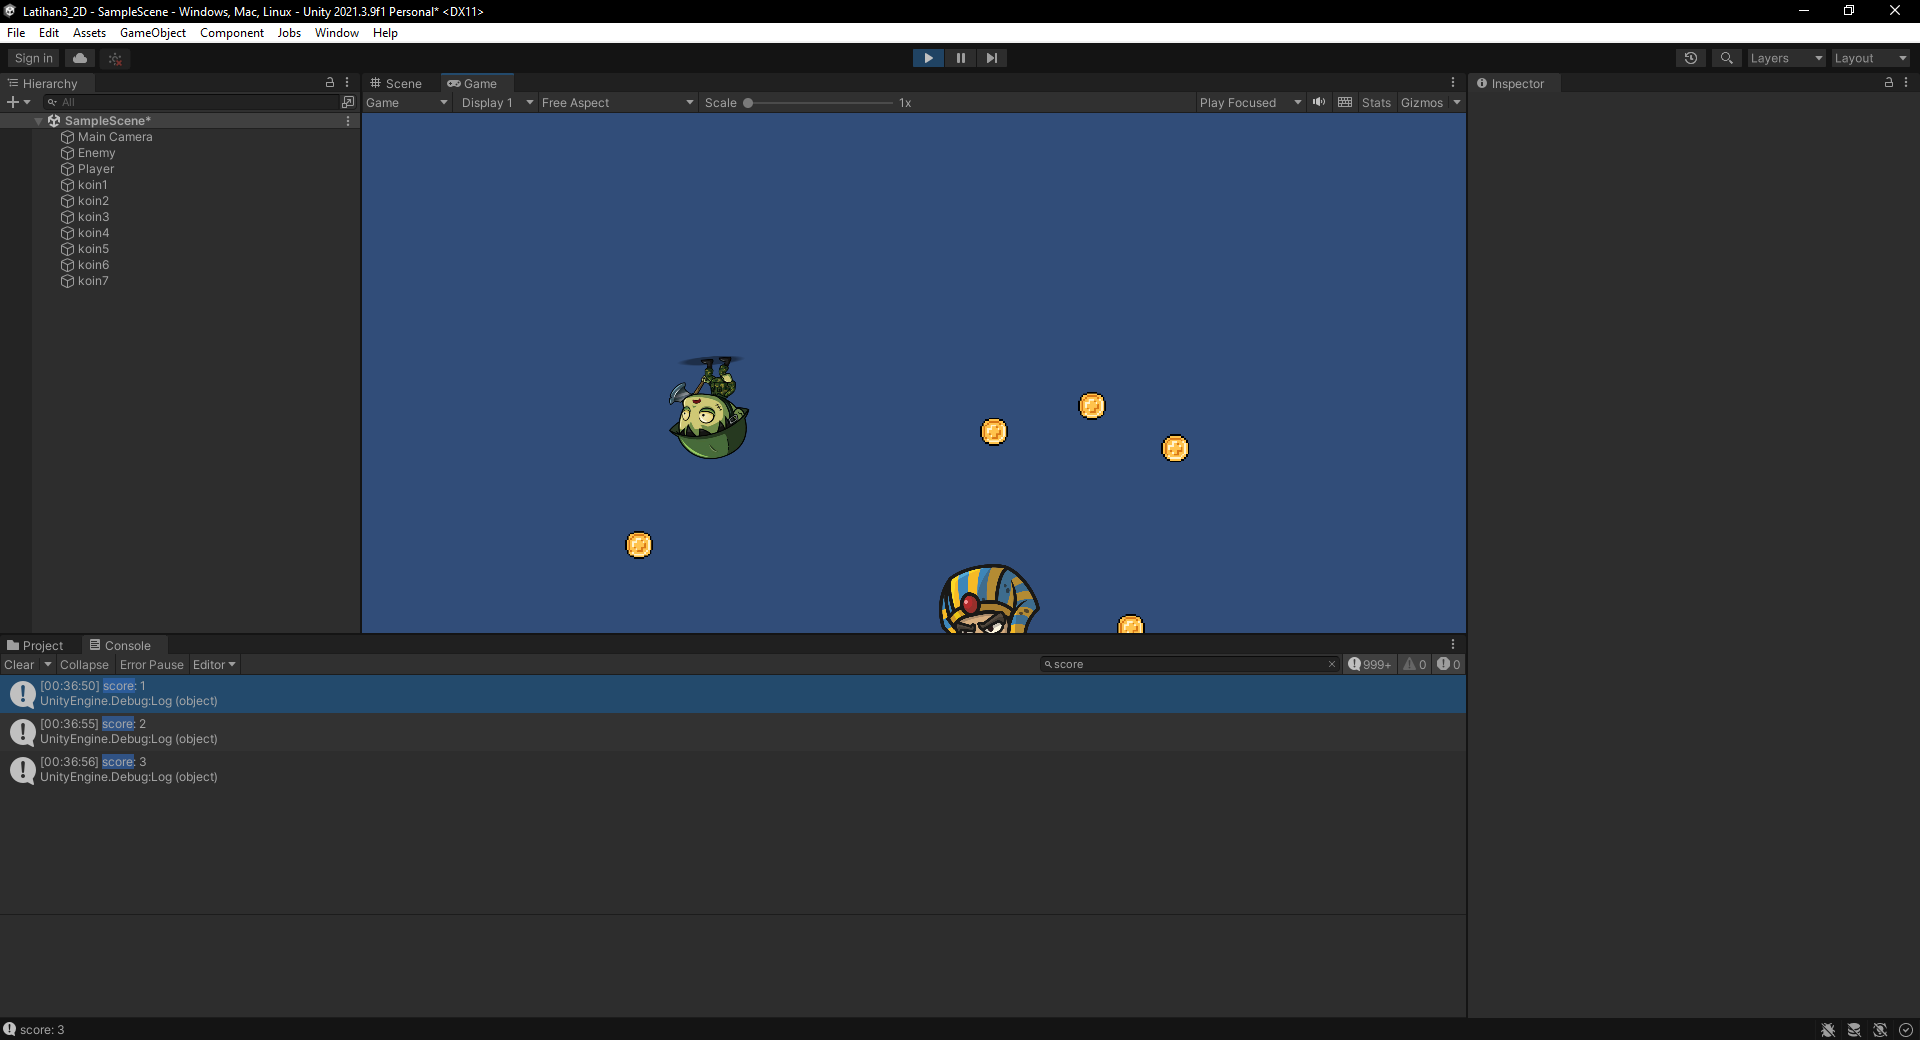 Latihan3_2D - SampleScene - Windows, Mac, Linux - Unity 2021.3.9f1 Personal* <DX11>
File Edit Assets GameObject Component Jobs Window Help
Sign in Layers Layout
Hierarchy
All
SampleScene*
Main Camera
Enemy
Player
koin1
koin2
koin3
koin4
koin5
koin6
koin7
Scene Game
Game Display 1 Free Aspect Scale 1x Play Focused Stats Gizmos
Inspector
Project Console
Clear Collapse Error Pause Editor score 999+ 0 0
[00:36:50] score: 1
UnityEngine.Debug:Log (object)
[00:36:55] score: 2
UnityEngine.Debug:Log (object)
[00:36:56] score: 3
UnityEngine.Debug:Log (object)
score: 3